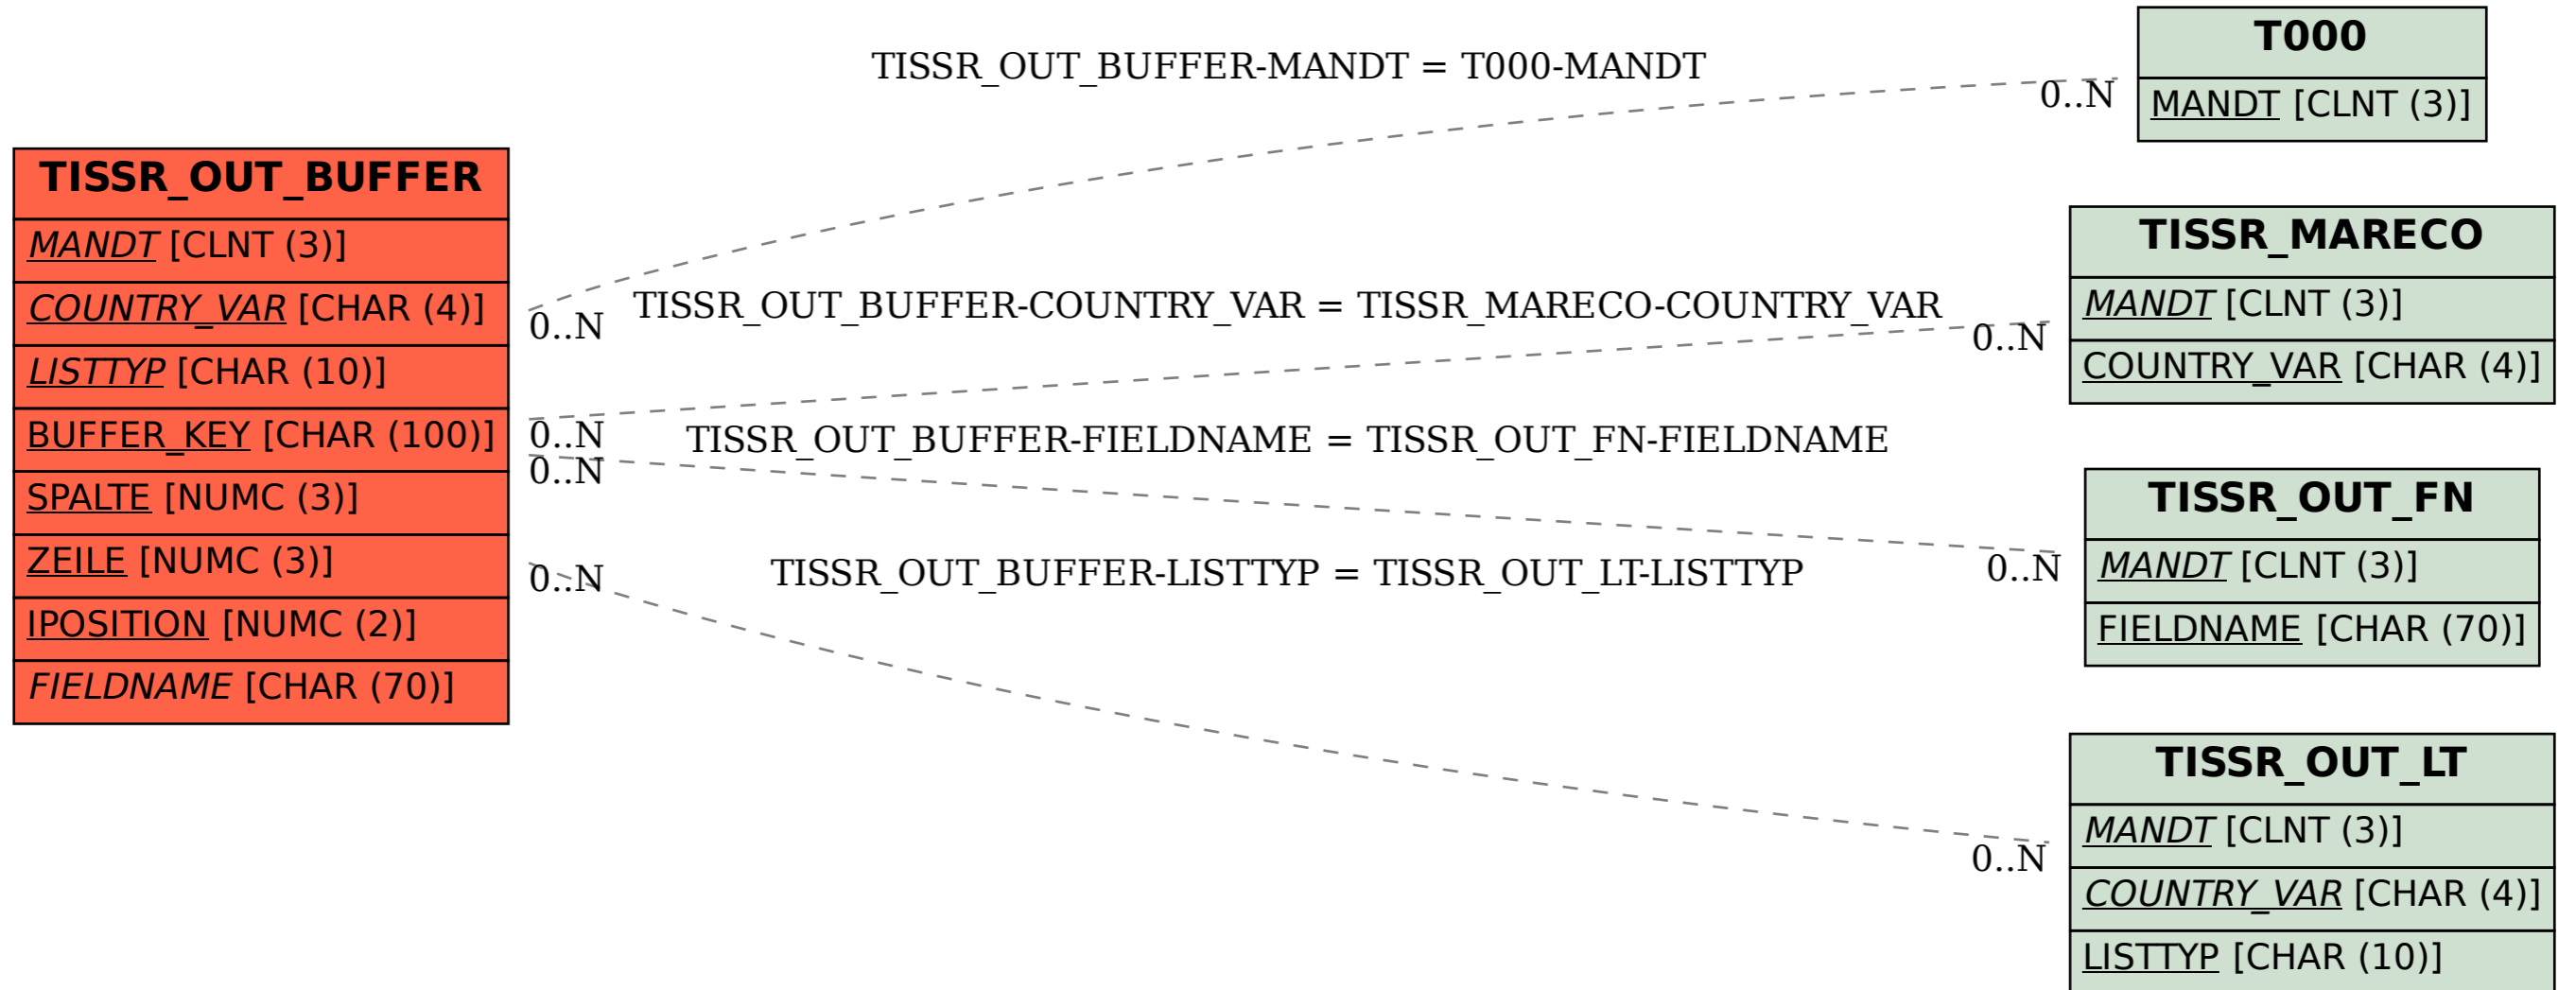 TISSR_OUT_BUFFER
MANDT [CLNT (3)]
COUNTRY_VAR [CHAR (4)]
LISTTYP [CHAR (10)]
BUFFER_KEY [CHAR (100)]
SPALTE [NUMC (3)]
ZEILE [NUMC (3)]
IPOSITION [NUMC (2)]
FIELDNAME [CHAR (70)]
TISSR_OUT_BUFFER-MANDT = T000-MANDT
0..N
0..N
TISSR_OUT_BUFFER-COUNTRY_VAR = TISSR_MARECO-COUNTRY_VAR
0..N
0..N
TISSR_OUT_BUFFER-FIELDNAME = TISSR_OUT_FN-FIELDNAME
0..N
0..N
TISSR_OUT_BUFFER-LISTTYP = TISSR_OUT_LT-LISTTYP
0..N
0..N
T000
MANDT [CLNT (3)]
TISSR_MARECO
MANDT [CLNT (3)]
COUNTRY_VAR [CHAR (4)]
TISSR_OUT_FN
MANDT [CLNT (3)]
FIELDNAME [CHAR (70)]
TISSR_OUT_LT
MANDT [CLNT (3)]
COUNTRY_VAR [CHAR (4)]
LISTTYP [CHAR (10)]